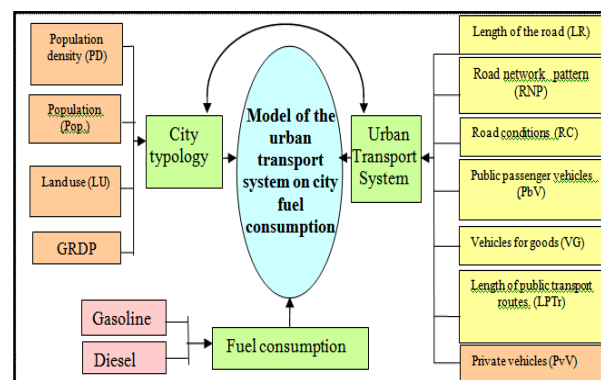 Population
density (PD)
Population
(Pop.)
Land use (LU)
GRDP
City
typology
Model of the
urban
transport
system on city
fuel
consumption
Urban
Transport
System
Length of the road (LR)
Road network pattern
(RNP)
Road conditions (RC)
Public passenger vehicles
(PbV)
Vehicles for goods (VG)
Length of public transport
routes. (LPTr)
Private vehicles (PvV)
Gasoline
Diesel
Fuel consumption